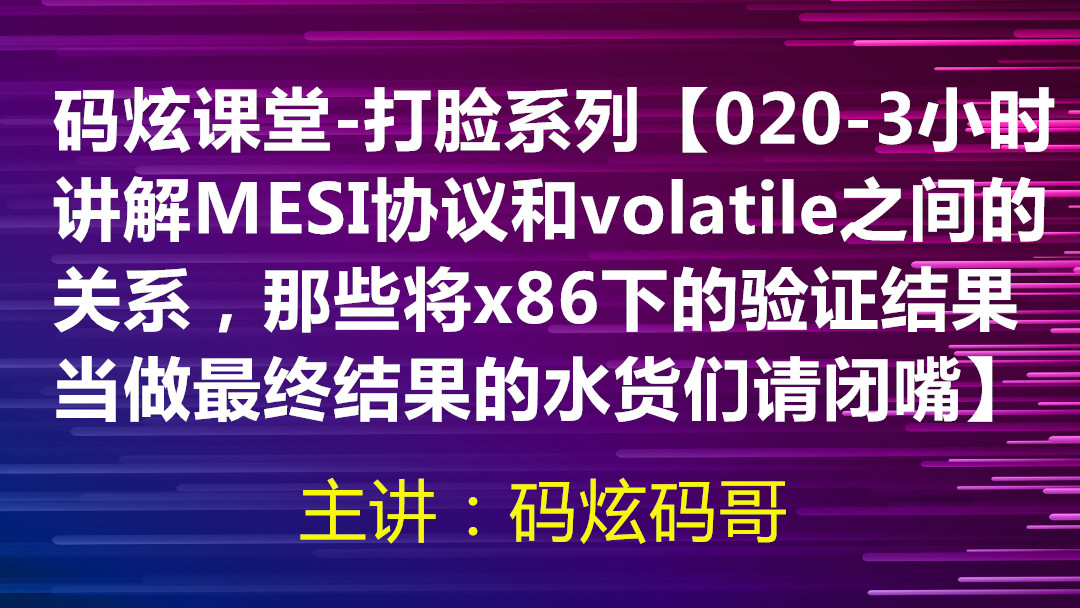 码炫课堂-打脸系列【020-3小时
讲解MESI协议和volatile之间的
关系，那些将x86下的验证结果
当做最终结果的水货们请闭嘴】
主讲：码炫码哥